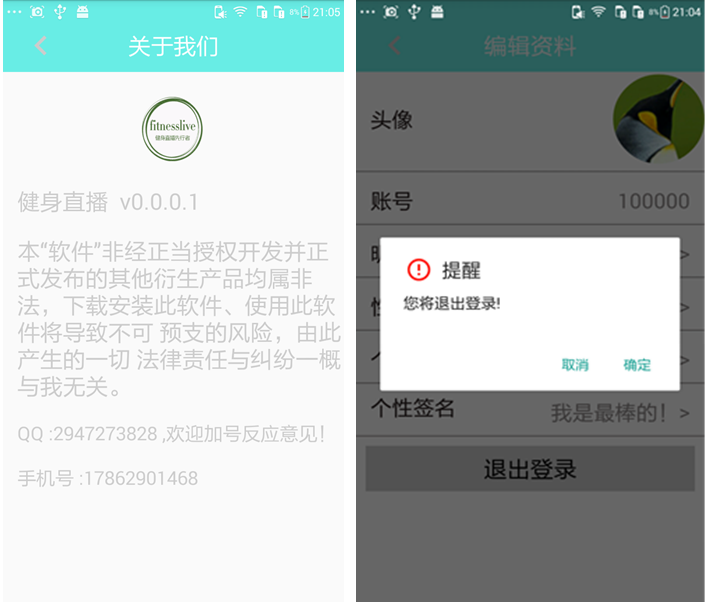 8% 21:05
关于我们
fitnesslive
健身直播 v0.0.0.1
本“软件”非经正当授权开发并正
式发布的其他衍生产品均属非
法，下载安装此软件、使用此软
件将导致不可 预支的风险，由此
产生的一切 法律责任与纠纷一概
与我无关。
QQ :2947273828 ,欢迎加号反应意见！
手机号 :17862901468
8% 21:04
编辑资料
头像
账号 100000
提醒
您将退出登录!
取消 确定
个性签名 我是最棒的！ >
退出登录